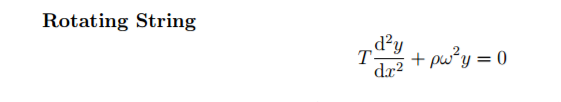 Rotating String
T d²y/dx² + ρω²y = 0